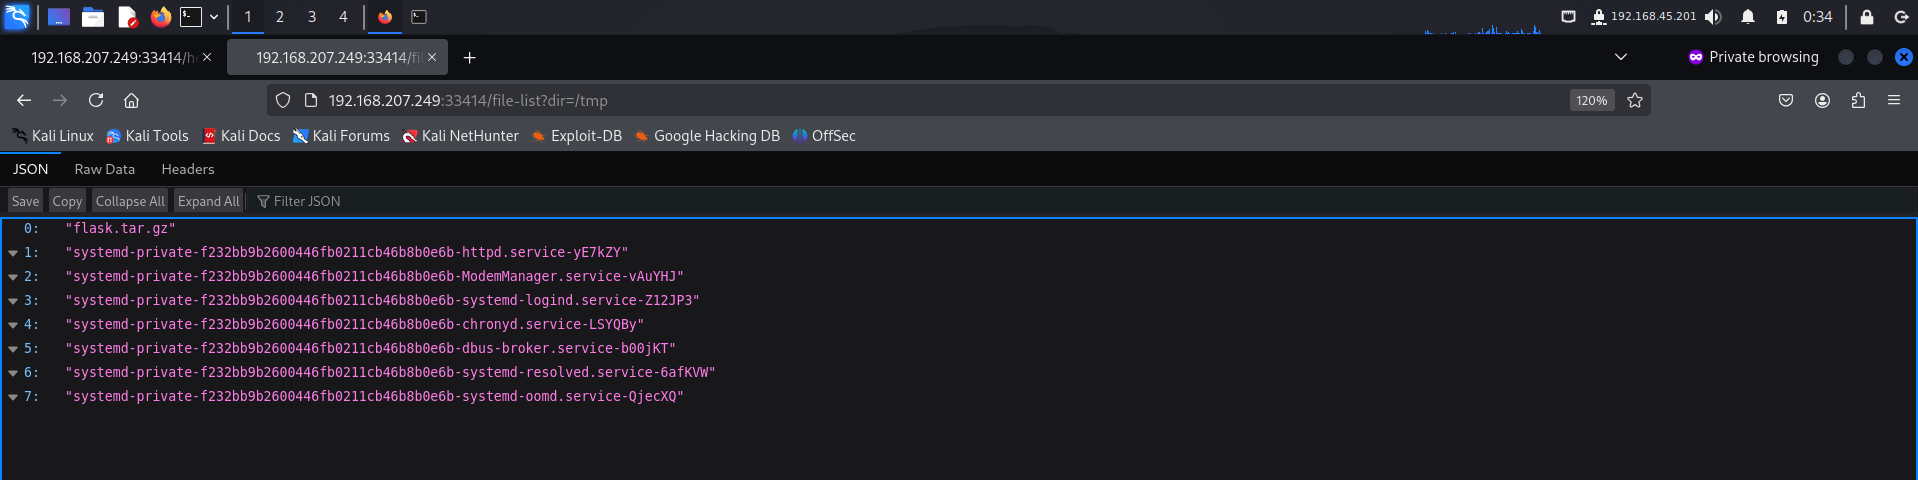 1 2 3 4 192.168.45.201 0:34
192.168.207.249:33414/he 192.168.207.249:33414/fil Private browsing
192.168.207.249:33414/file-list?dir=/tmp 120%
Kali Linux Kali Tools Kali Docs Kali Forums Kali NetHunter Exploit-DB Google Hacking DB OffSec
JSON Raw Data Headers
Save Copy Collapse All Expand All Filter JSON
0: "flask.tar.gz"
1: "systemd-private-f232bb9b2600446fb0211cb46b8b0e6b-httpd.service-yE7kZY"
2: "systemd-private-f232bb9b2600446fb0211cb46b8b0e6b-ModemManager.service-vAuYHJ"
3: "systemd-private-f232bb9b2600446fb0211cb46b8b0e6b-systemd-logind.service-Z12JP3"
4: "systemd-private-f232bb9b2600446fb0211cb46b8b0e6b-chronyd.service-LSYQBy"
5: "systemd-private-f232bb9b2600446fb0211cb46b8b0e6b-dbus-broker.service-b00jKT"
6: "systemd-private-f232bb9b2600446fb0211cb46b8b0e6b-systemd-resolved.service-6afKVW"
7: "systemd-private-f232bb9b2600446fb0211cb46b8b0e6b-systemd-oomd.service-QjecXQ"